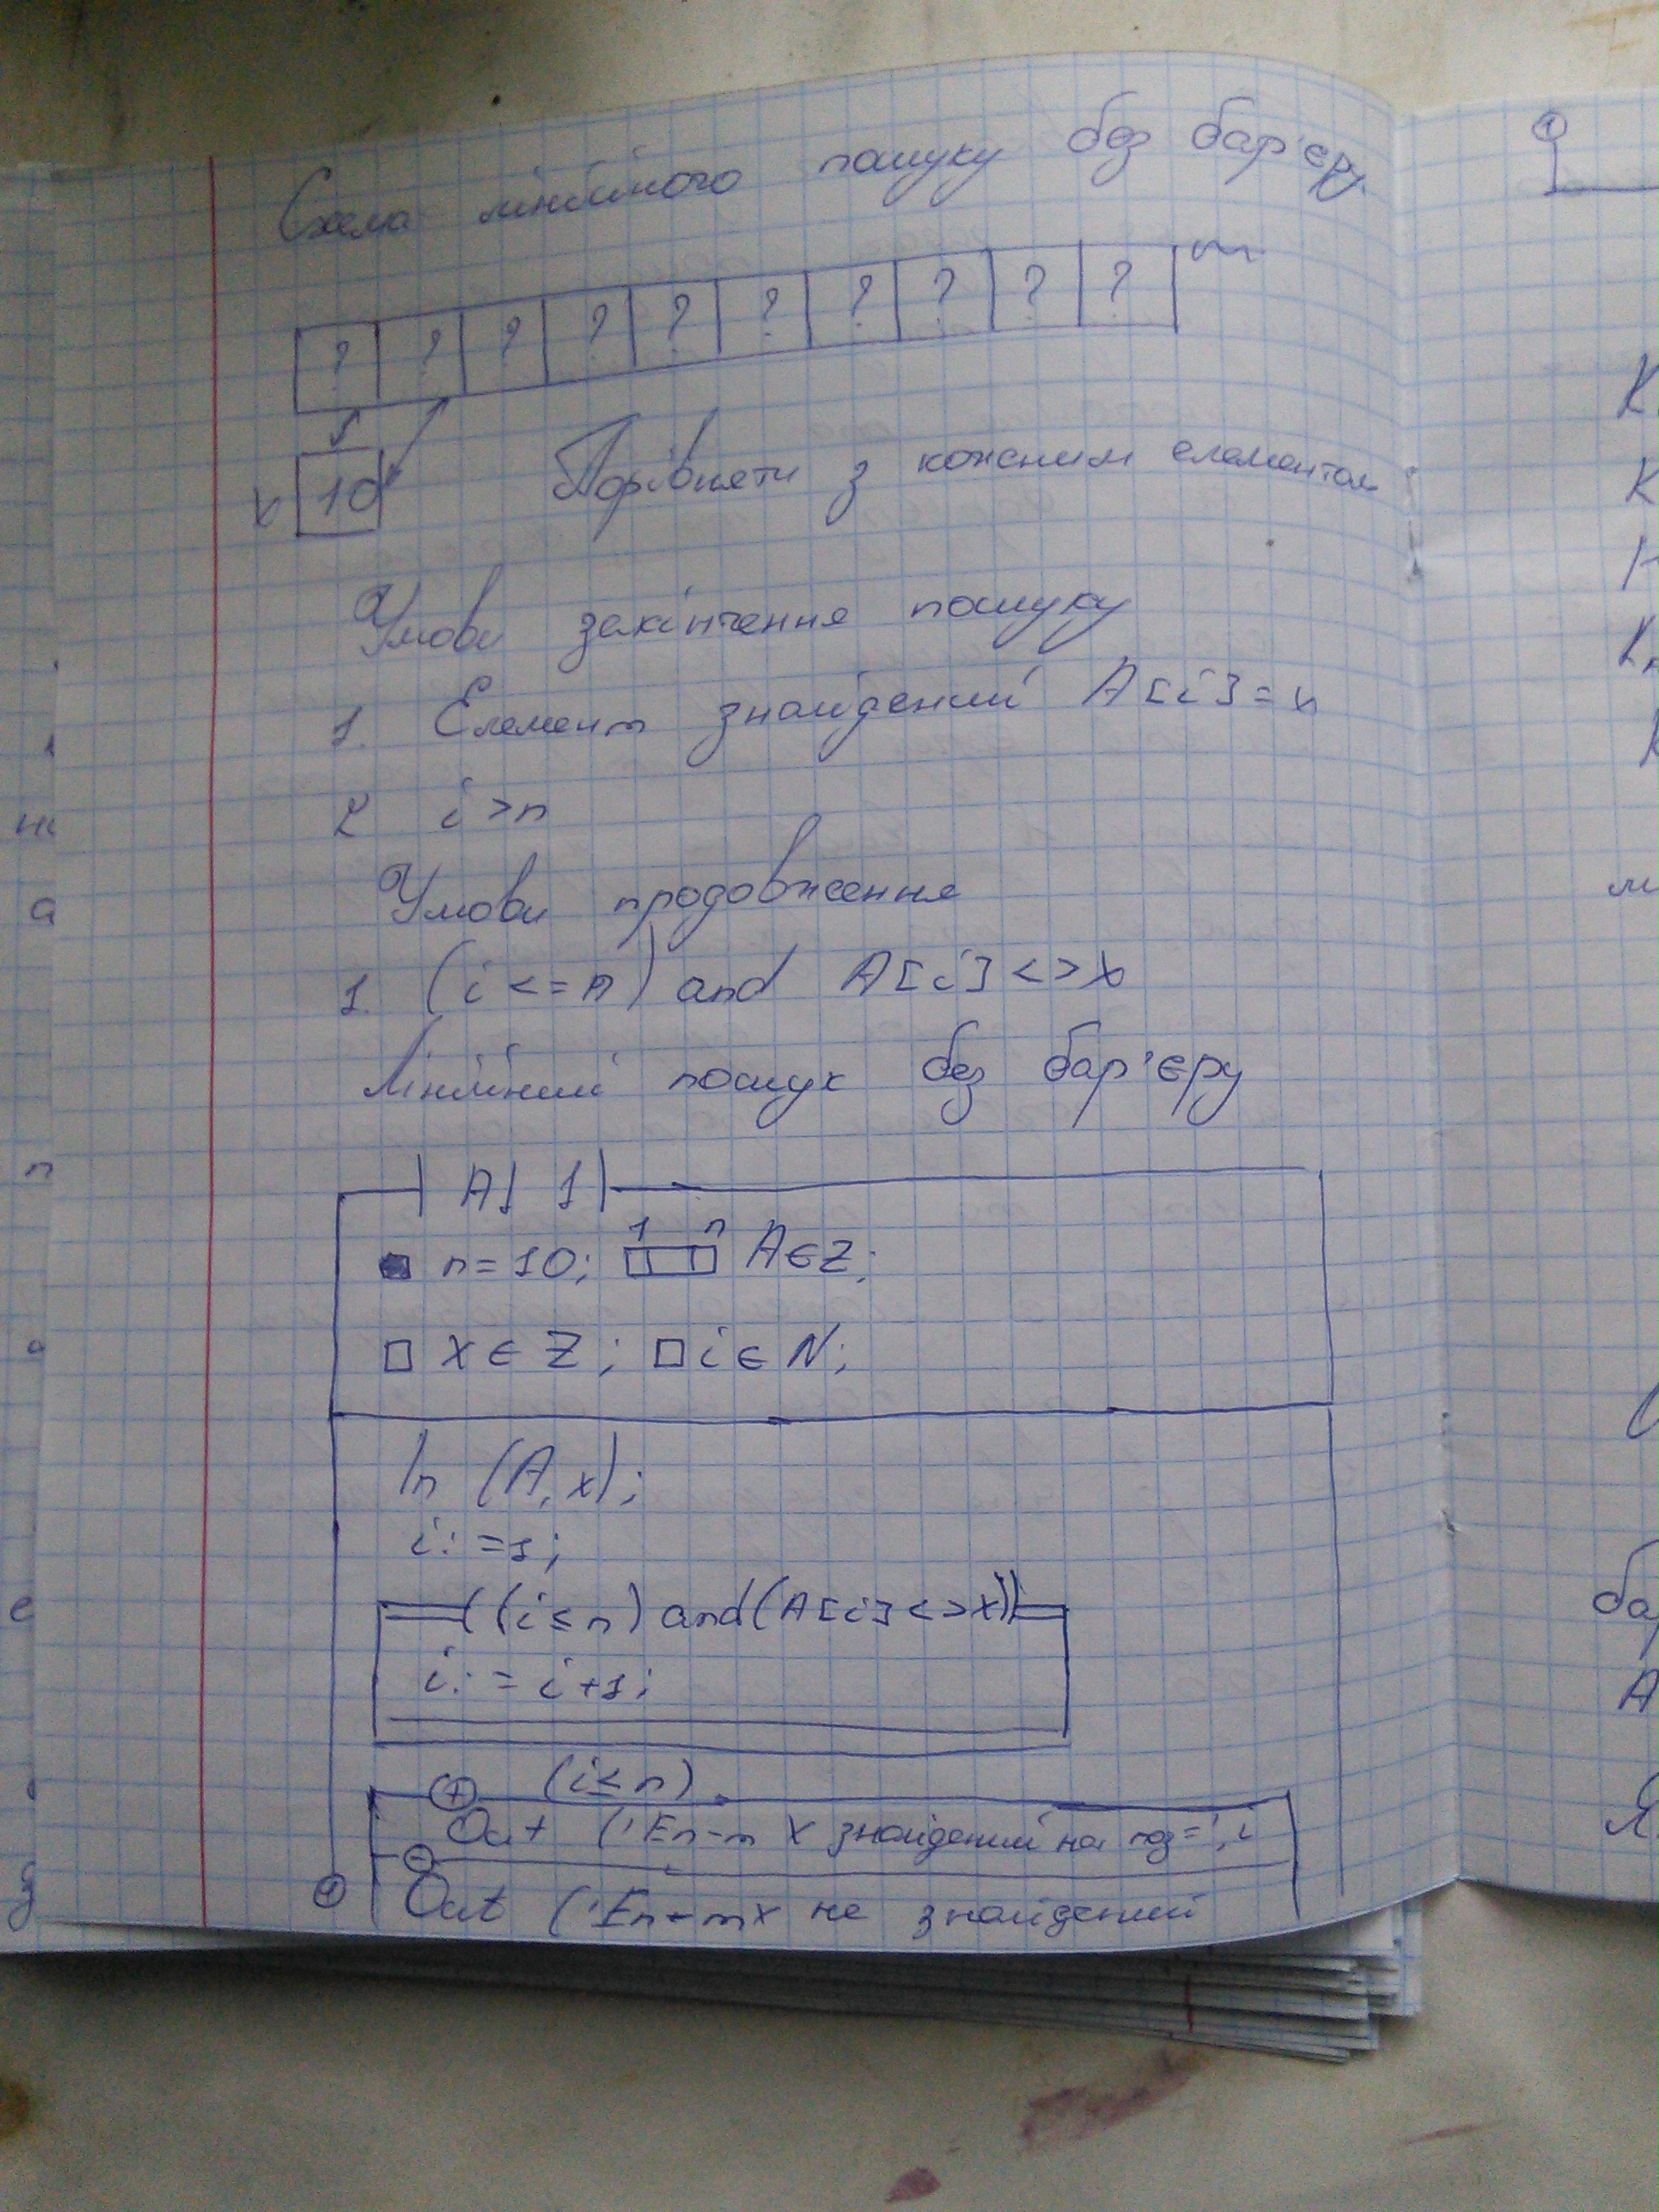 Схема лінійного пошуку без бар'єру
? ? ? ? ? ? ? ? ? ?
x 10 Порівняти з кожним елементом
Умови закінчення пошуку
1. Елемент знайдений A[i]=x
2 i>n
Умови продовження
1. (i<=n) and A[i]<>x
Лінійний пошук без бар'єру
A| 1
n=10; 1 n A∈Z;
x∈Z; i∈N;
In (A,x);
i:=1;
((i≤n) and (A[i]<>x))
i:=i+1;
+ (i≤n)
Out ('Ел-т x знайдений на поз=', i
-
1 Out ('Ел-т x не знайдений
1
К
К
Н
К
К
бар
А